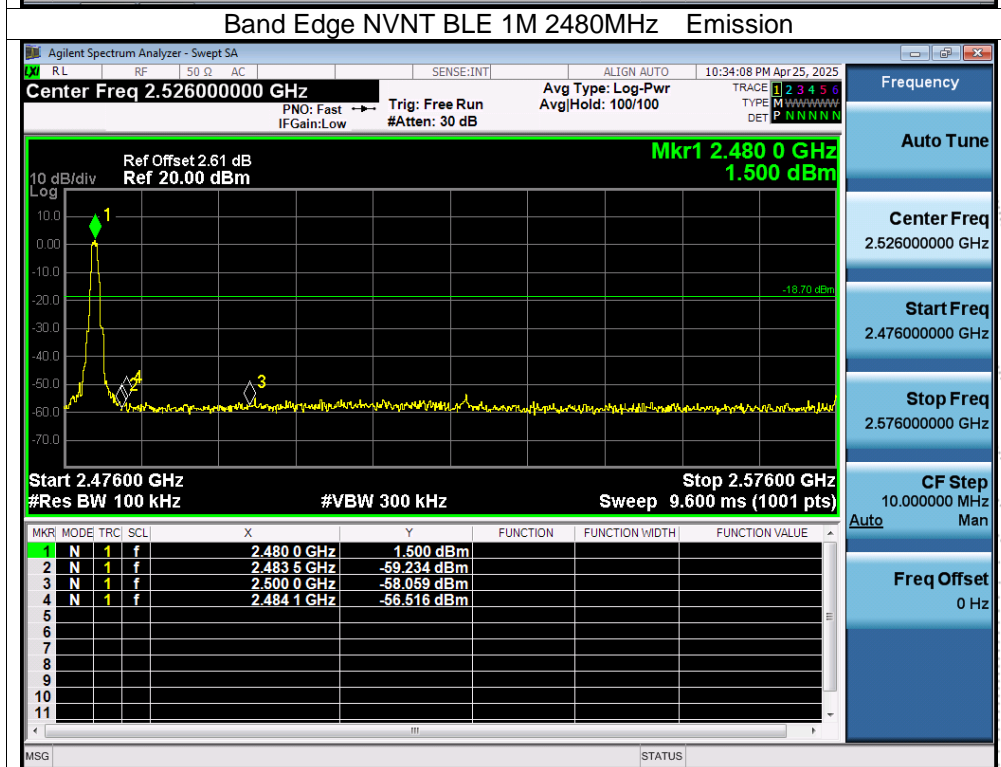 Band Edge NVNT BLE 1M 2480MHz Emission
Agilent Spectrum Analyzer - Swept SA
LXI RL RF 50 Ω AC SENSE:INT ALIGN AUTO 10:34:08 PM Apr 25, 2025
Center Freq 2.526000000 GHz
PNO: Fast
IFGain:Low
Trig: Free Run
#Atten: 30 dB
Avg Type: Log-Pwr
Avg|Hold: 100/100
TRACE 1 2 3 4 5 6
TYPE M WWWWW
DET P N N N N N
Ref Offset 2.61 dB
10 dB/div Ref 20.00 dBm
Log
Mkr1 2.480 0 GHz
1.500 dBm
10.0
0.00
-10.0
-20.0
-30.0
-40.0
-50.0
-60.0
-70.0
1
2
4
3
-18.70 dBm
Start 2.47600 GHz Stop 2.57600 GHz
#Res BW 100 kHz #VBW 300 kHz Sweep 9.600 ms (1001 pts)
MKR MODE TRC SCL X Y FUNCTION FUNCTION WIDTH FUNCTION VALUE
1 N 1 f 2.480 0 GHz 1.500 dBm
2 N 1 f 2.483 5 GHz -59.234 dBm
3 N 1 f 2.500 0 GHz -58.059 dBm
4 N 1 f 2.484 1 GHz -56.516 dBm
5
6
7
8
9
10
11
MSG STATUS
Frequency
Auto Tune
Center Freq
2.526000000 GHz
Start Freq
2.476000000 GHz
Stop Freq
2.576000000 GHz
CF Step
10.000000 MHz
Auto Man
Freq Offset
0 Hz